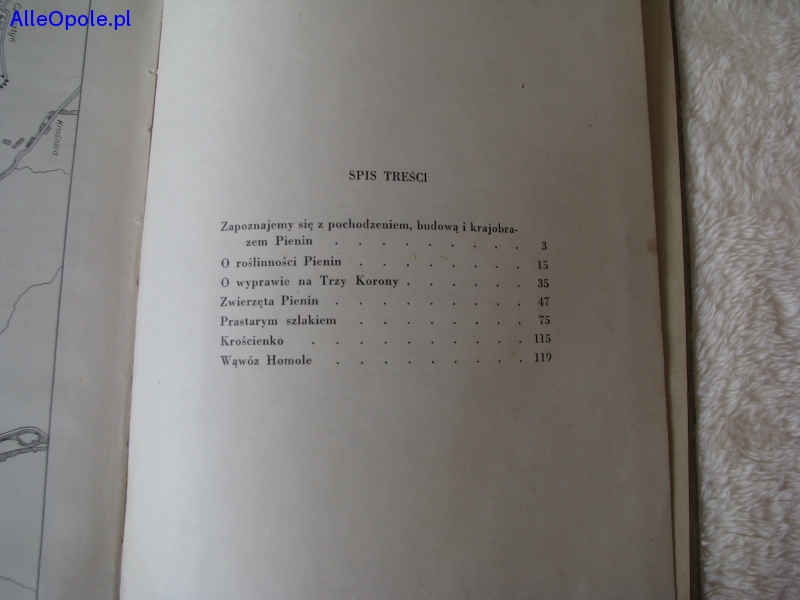 AlleOpole.pl
Krośnica
SPIS TREŚCI
Zapoznajemy się z pochodzeniem, budową i krajobra-
zem Pienin . . . . . . . . . 3
O roślinności Pienin . . . . . . . . 15
O wyprawie na Trzy Korony . . . . . . 35
Zwierzęta Pienin . . . . . . . . . 47
Prastarym szlakiem . . . . . . . . 75
Krościenko . . . . . . . . . . 115
Wąwóz Homole . . . . . . . . . 119